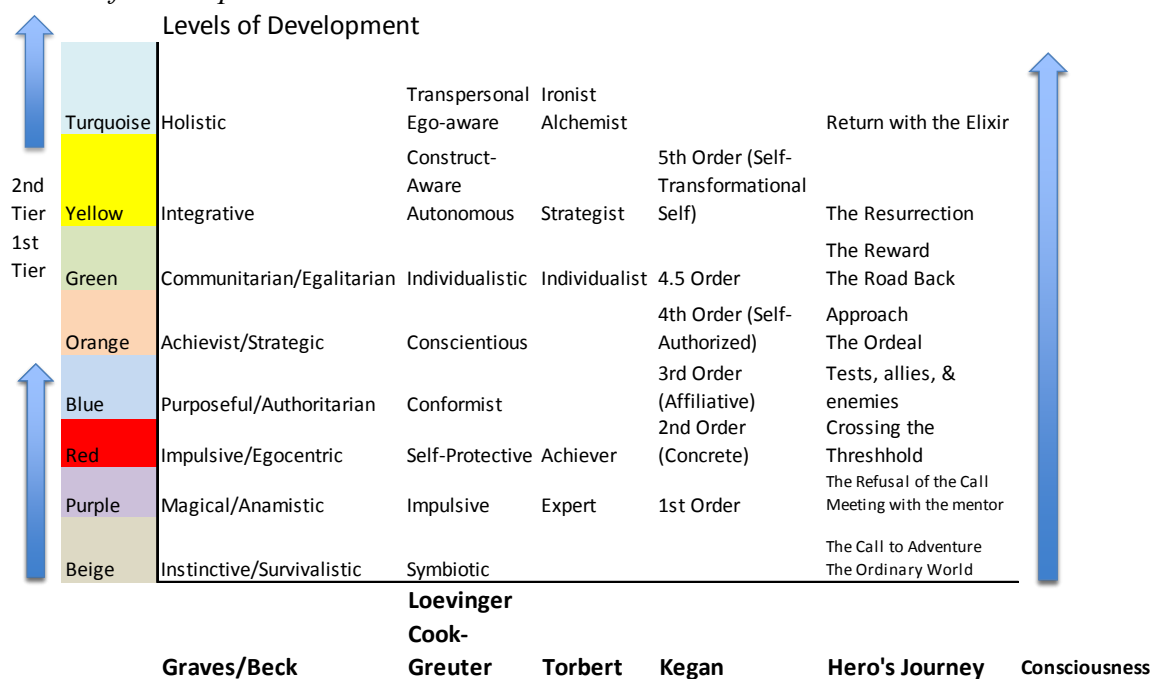 Levels of Development
Transpersonal Ironist
Turquoise Holistic Ego-aware Alchemist Return with the Elixir
Construct- 5th Order (Self-
2nd Aware Transformational
Tier Yellow Integrative Autonomous Strategist Self) The Resurrection
1st The Reward
Tier Green Communitarian/Egalitarian Individualistic Individualist 4.5 Order The Road Back
4th Order (Self- Approach
Orange Achievist/Strategic Conscientious Authorized) The Ordeal
3rd Order Tests, allies, &
Blue Purposeful/Authoritarian Conformist (Affiliative) enemies
2nd Order Crossing the
Red Impulsive/Egocentric Self-Protective Achiever (Concrete) Threshhold
The Refusal of the Call
Purple Magical/Anamistic Impulsive Expert 1st Order Meeting with the mentor
The Call to Adventure
Beige Instinctive/Survivalistic Symbiotic The Ordinary World
Loevinger
Cook-
Graves/Beck Greuter Torbert Kegan Hero's Journey Consciousness